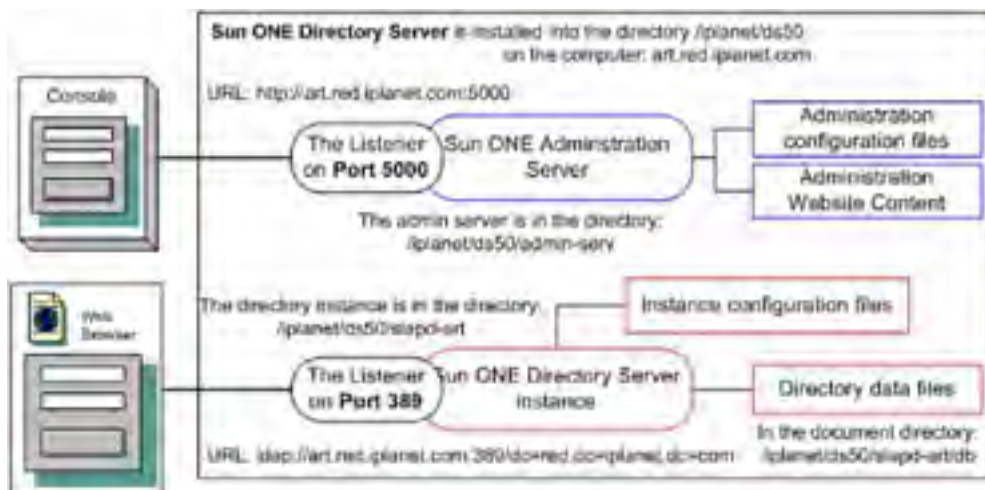 Sun ONE Directory Server is installed into the directory /iplanet/ds50
on the computer: art.red.iplanet.com
Console
URL: http://art.red.iplanet.com:5000
The Listener
on Port 5000
Sun ONE Adminstration
Server
Administration
configuration files
Administration
Website Content
The admin server is in the directory:
/iplanet/ds50/admin-serv
Web
Browser
The directory instance is in the directory:
/iplanet/ds50/slapd-art
Instance configuration files
The Listener
on Port 389
Sun ONE Directory Server
instance
Directory data files
In the document directory:
/iplanet/ds50/slapd-art/db
URL: ldap://art.red.iplanet.com:389/dc=red,dc=iplanet,dc=com